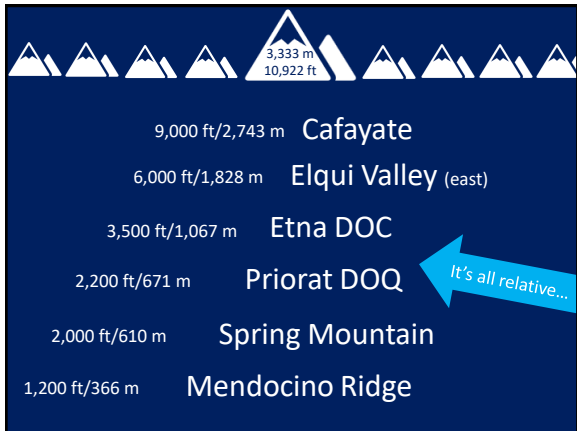 3,333 m
10,922 ft
9,000 ft/2,743 m Cafayate
6,000 ft/1,828 m Elqui Valley (east)
3,500 ft/1,067 m Etna DOC
2,200 ft/671 m Priorat DOQ
It's all relative...
2,000 ft/610 m Spring Mountain
1,200 ft/366 m Mendocino Ridge